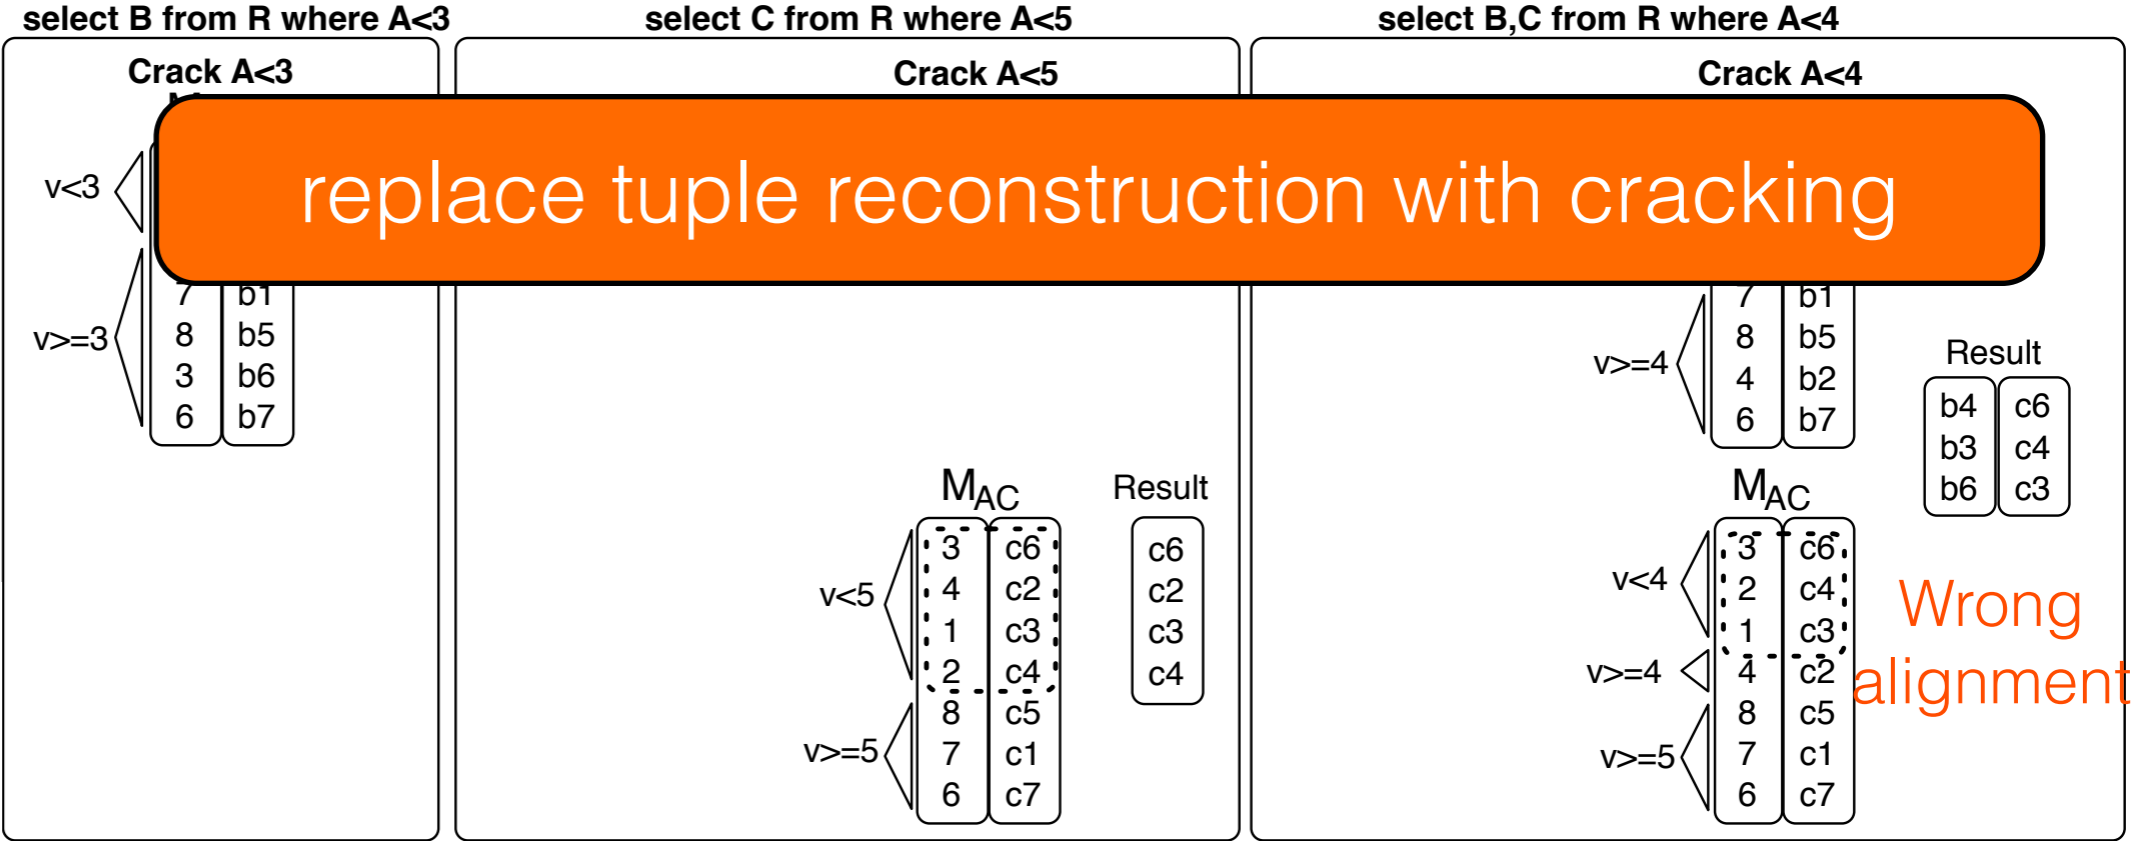 select B from R where A<3
select C from R where A<5
select B,C from R where A<4
Crack A<3
Crack A<5
Crack A<4
replace tuple reconstruction with cracking
v<3
v>=3
7 b1
8 b5
3 b6
6 b7
M_AC
v<5
v>=5
3 c6
4 c2
1 c3
2 c4
8 c5
7 c1
6 c7
Result
c6
c2
c3
c4
v>=4
7 b1
8 b5
4 b2
6 b7
Result
b4 c6
b3 c4
b6 c3
M_AC
v<4
v>=4
v>=5
3 c6
2 c4
1 c3
4 c2
8 c5
7 c1
6 c7
Wrong
alignment